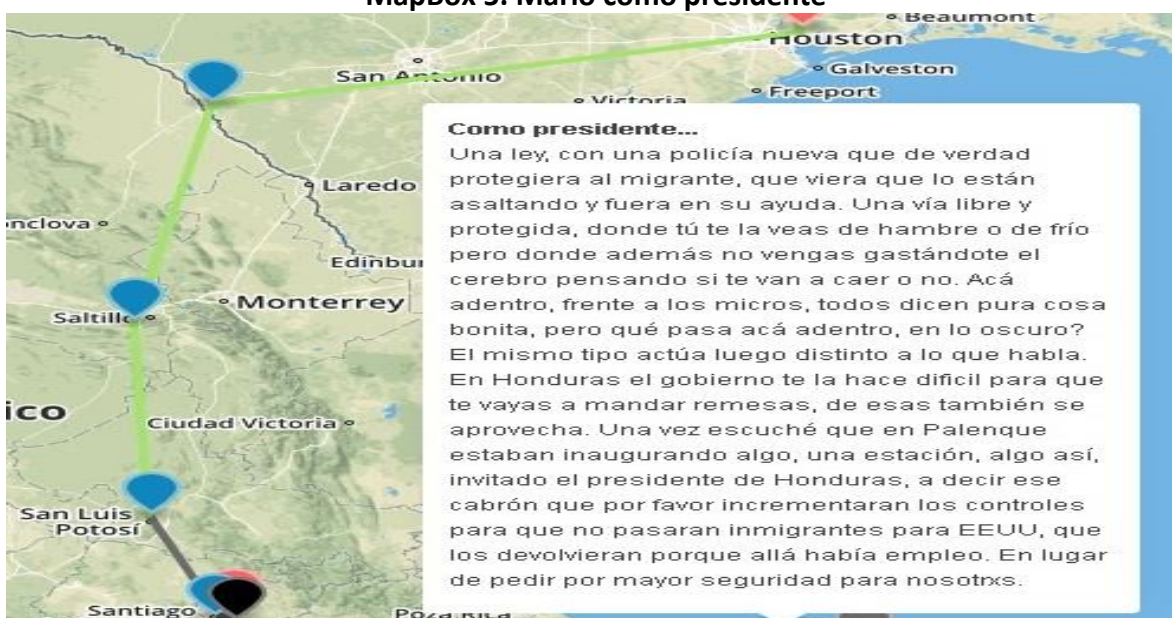 MapBox 5. Mario como presidente
Beaumont
Houston
San Antonio
Galveston
Victoria
Freeport
Laredo
Edinbu
Monterrey
Saltillo
ico
Ciudad Victoria
San Luis
Potosí
Santiago
Poza Rica
nclova
Como presidente...
Una ley, con una policía nueva que de verdad
protegiera al migrante, que viera que lo están
asaltando y fuera en su ayuda. Una vía libre y
protegida, donde tú te la veas de hambre o de frío
pero donde además no vengas gastándote el
cerebro pensando si te van a caer o no. Acá
adentro, frente a los micros, todos dicen pura cosa
bonita, pero qué pasa acá adentro, en lo oscuro?
El mismo tipo actúa luego distinto a lo que habla.
En Honduras el gobierno te la hace dificil para que
te vayas a mandar remesas, de esas también se
aprovecha. Una vez escuché que en Palenque
estaban inaugurando algo, una estación, algo así,
invitado el presidente de Honduras, a decir ese
cabrón que por favor incrementaran los controles
para que no pasaran inmigrantes para EEUU, que
los devolvieran porque allá había empleo. En lugar
de pedir por mayor seguridad para nosotrxs.